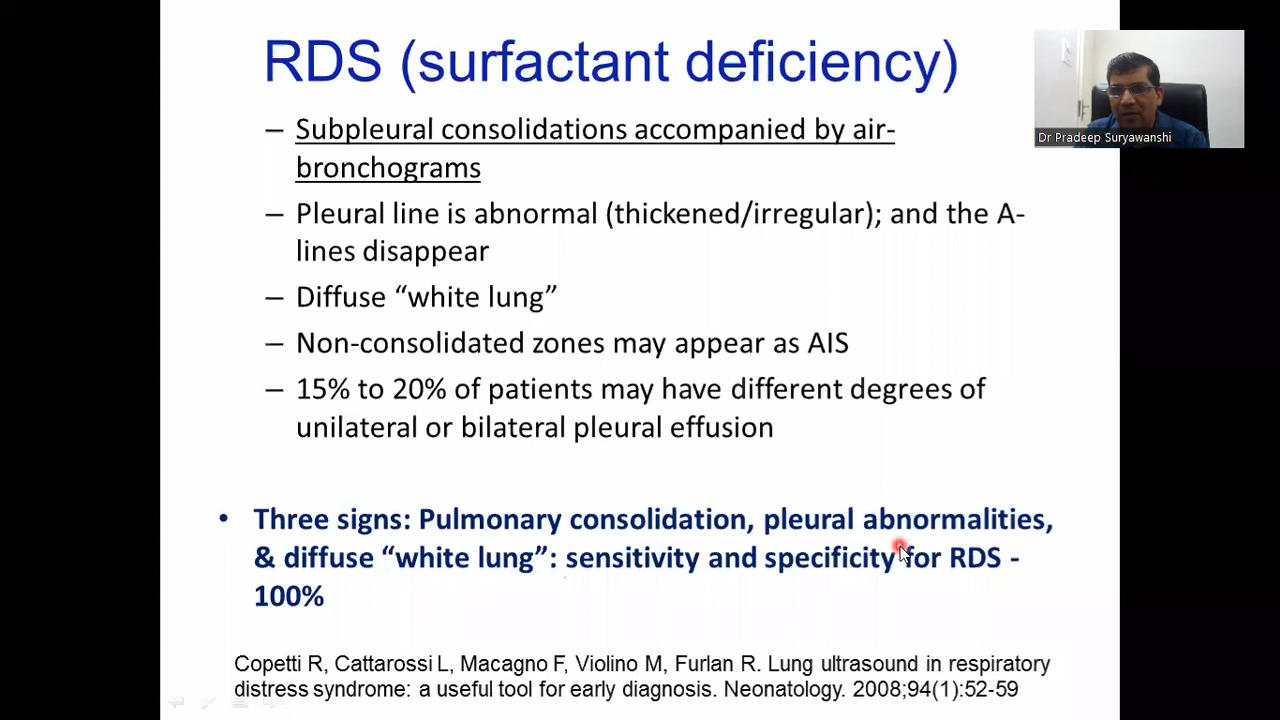 RDS (surfactant deficiency)
Dr Pradeep Suryawanshi
– Subpleural consolidations accompanied by air-
bronchograms
– Pleural line is abnormal (thickened/irregular); and the A-
lines disappear
– Diffuse “white lung”
– Non-consolidated zones may appear as AIS
– 15% to 20% of patients may have different degrees of
unilateral or bilateral pleural effusion
• Three signs: Pulmonary consolidation, pleural abnormalities,
& diffuse “white lung”: sensitivity and specificity for RDS -
100%
Copetti R, Cattarossi L, Macagno F, Violino M, Furlan R. Lung ultrasound in respiratory
distress syndrome: a useful tool for early diagnosis. Neonatology. 2008;94(1):52-59